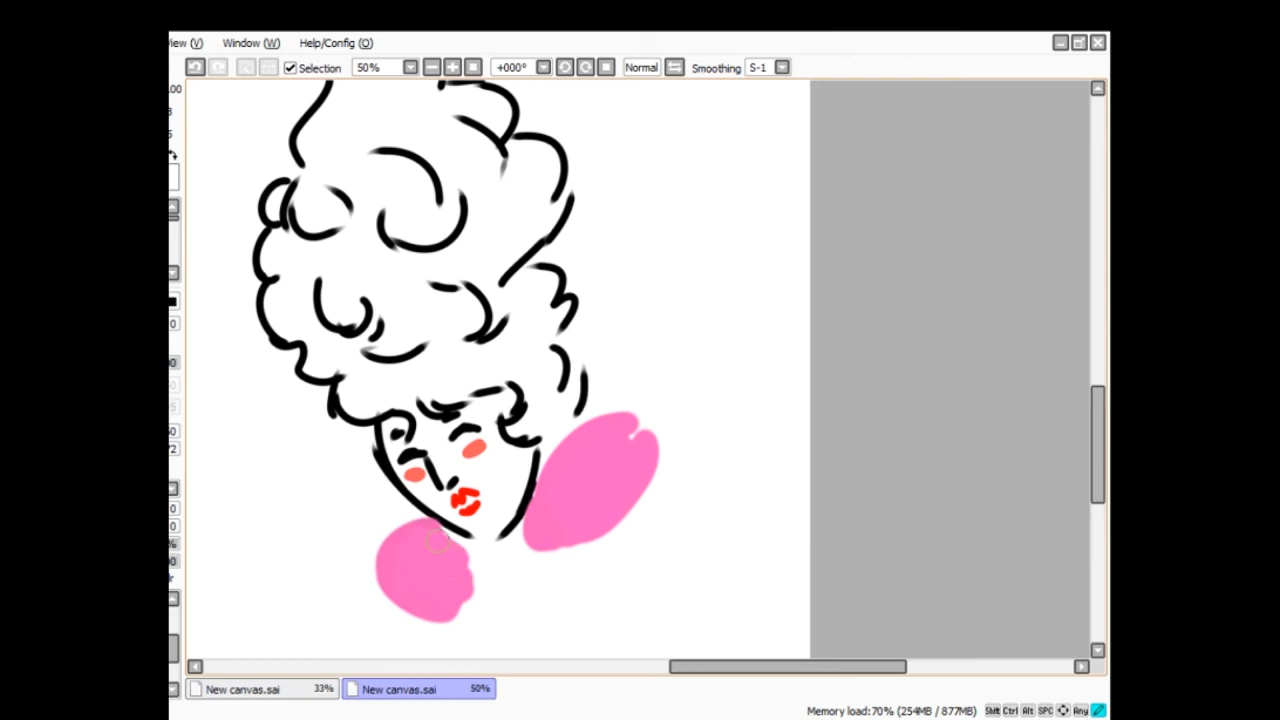 View (V) Window (W) Help/Config (O)
Selection 50% +000° Normal Smoothing S-1
New canvas.sai 33% New canvas.sai 50%
Memory load: 70% (254MB / 877MB) Shift Ctrl Alt SPC Any